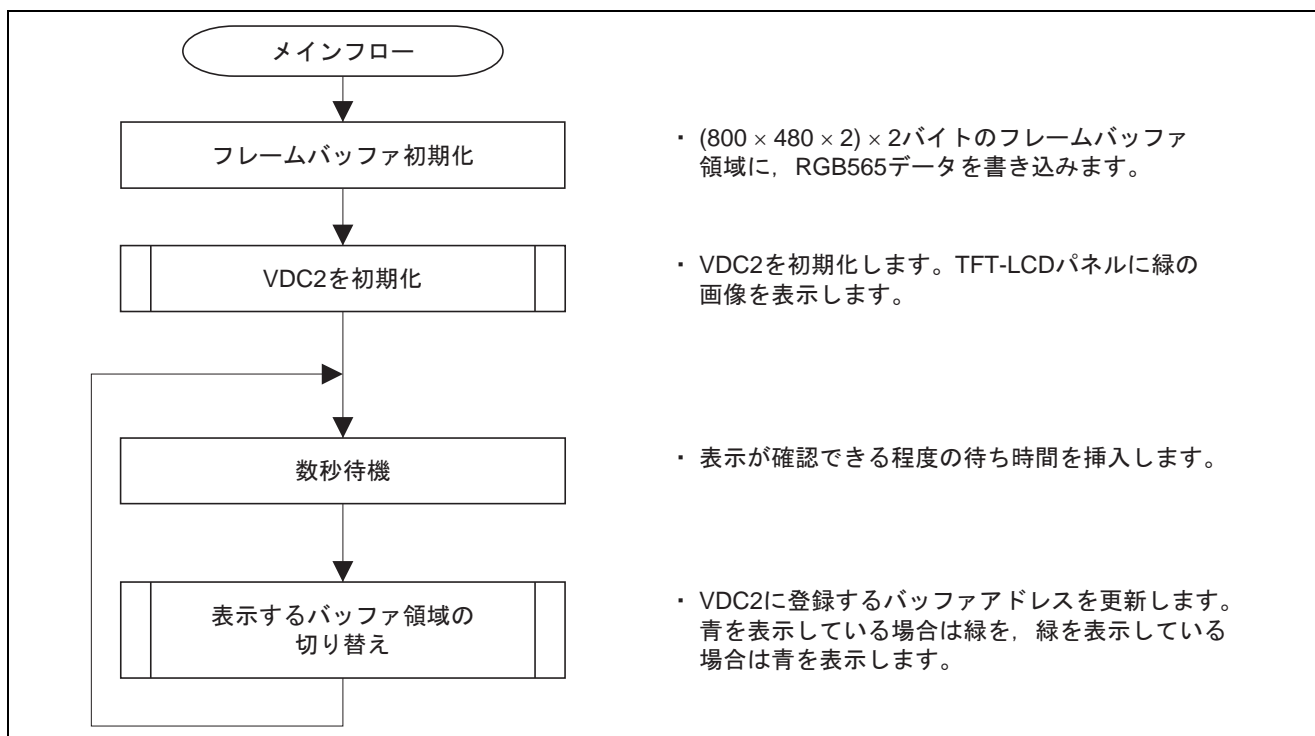 メインフロー
フレームバッファ初期化
・ (800 × 480 × 2) × 2バイトのフレームバッファ
領域に，RGB565データを書き込みます。
VDC2を初期化
・ VDC2を初期化します。TFT-LCDパネルに緑の
画像を表示します。
数秒待機
・ 表示が確認できる程度の待ち時間を挿入します。
表示するバッファ領域の
切り替え
・ VDC2に登録するバッファアドレスを更新します。
青を表示している場合は緑を，緑を表示している
場合は青を表示します。